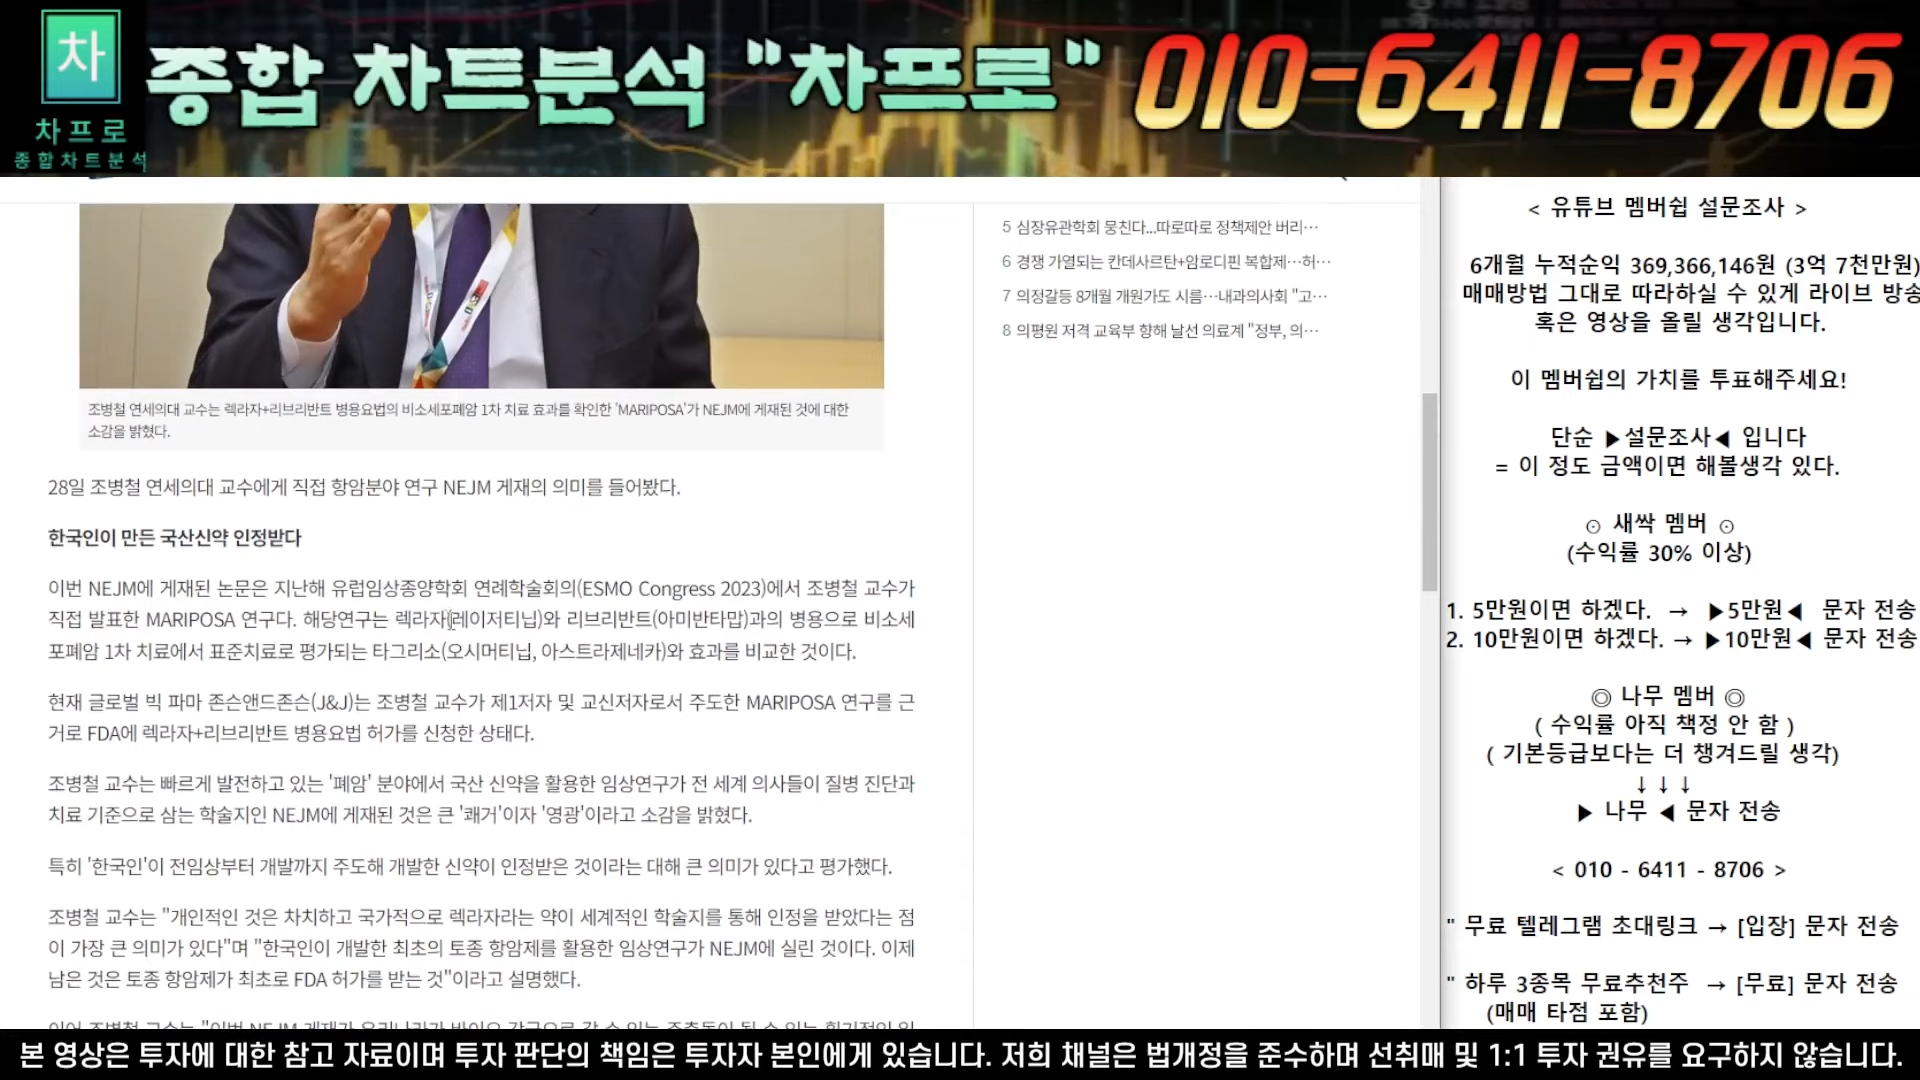 차
차프로
종합차트분석
종합 차트분석 "차프로" 010-6411-8706
조병철 연세의대 교수는 렉라자+리브리반트 병용요법의 비소세포폐암 1차 치료 효과를 확인한 'MARIPOSA'가 NEJM에 게재된 것에 대한
소감을 밝혔다.
28일 조병철 연세의대 교수에게 직접 항암분야 연구 NEJM 게재의 의미를 들어봤다.
한국인이 만든 국산신약 인정받다
이번 NEJM에 게재된 논문은 지난해 유럽임상종양학회 연례학술회의(ESMO Congress 2023)에서 조병철 교수가
직접 발표한 MARIPOSA 연구다. 해당연구는 렉라자(레이저티닙)와 리브리반트(아미반타맙)과의 병용으로 비소세
포폐암 1차 치료에서 표준치료로 평가되는 타그리소(오시머티닙, 아스트라제네카)와 효과를 비교한 것이다.
현재 글로벌 빅 파마 존슨앤드존슨(J&J)는 조병철 교수가 제1저자 및 교신저자로서 주도한 MARIPOSA 연구를 근
거로 FDA에 렉라자+리브리반트 병용요법 허가를 신청한 상태다.
조병철 교수는 빠르게 발전하고 있는 '폐암' 분야에서 국산 신약을 활용한 임상연구가 전 세계 의사들이 질병 진단과
치료 기준으로 삼는 학술지인 NEJM에 게재된 것은 큰 '쾌거'이자 '영광'이라고 소감을 밝혔다.
특히 '한국인'이 전임상부터 개발까지 주도해 개발한 신약이 인정받은 것이라는 대해 큰 의미가 있다고 평가했다.
조병철 교수는 "개인적인 것은 차치하고 국가적으로 렉라자라는 약이 세계적인 학술지를 통해 인정을 받았다는 점
이 가장 큰 의미가 있다"며 "한국인이 개발한 최초의 토종 항암제를 활용한 임상연구가 NEJM에 실린 것이다. 이제
남은 것은 토종 항암제가 최초로 FDA 허가를 받는 것"이라고 설명했다.
5 심장유관학회 뭉친다...따로따로 정책제안 버리…
6 경쟁 가열되는 칸데사르탄+암로디핀 복합제…허…
7 의정갈등 8개월 개원가도 시름…내과의사회 "고…
8 의평원 저격 교육부 향해 날선 의료계 "정부, 의…
< 유튜브 멤버쉽 설문조사 >
6개월 누적순익 369,366,146원 (3억 7천만원)
매매방법 그대로 따라하실 수 있게 라이브 방송
혹은 영상을 올릴 생각입니다.
이 멤버쉽의 가치를 투표해주세요!
단순 ▶설문조사◀ 입니다
= 이 정도 금액이면 해볼생각 있다.
⊙ 새싹 멤버 ⊙
(수익률 30% 이상)
1. 5만원이면 하겠다. → ▶5만원◀ 문자 전송
2. 10만원이면 하겠다. → ▶10만원◀ 문자 전송
◎ 나무 멤버 ◎
( 수익률 아직 책정 안 함 )
( 기본등급보다는 더 챙겨드릴 생각)
↓ ↓ ↓
▶ 나무 ◀ 문자 전송
< 010 - 6411 - 8706 >
" 무료 텔레그램 초대링크 → [입장] 문자 전송
" 하루 3종목 무료추천주 → [무료] 문자 전송
(매매 타점 포함)
본 영상은 투자에 대한 참고 자료이며 투자 판단의 책임은 투자자 본인에게 있습니다. 저희 채널은 법개정을 준수하며 선취매 및 1:1 투자 권유를 요구하지 않습니다.